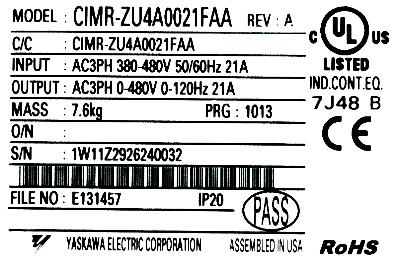 MODEL : CIMR-ZU4A0021FAA REV : A
C/C : CIMR-ZU4A0021FAA
INPUT : AC3PH 380-480V 50/60Hz 21A
OUTPUT : AC3PH 0-480V 0-120Hz 21A
MASS : 7.6kg PRG : 1013
O/N :
S/N : 1W11Z2926240032
FILE NO : E131457 IP20
PASS
YASKAWA ELECTRIC CORPORATION ASSEMBLED IN USA
C UL US
LISTED
IND.CONT.EQ.
7J48 B
CE
RoHS